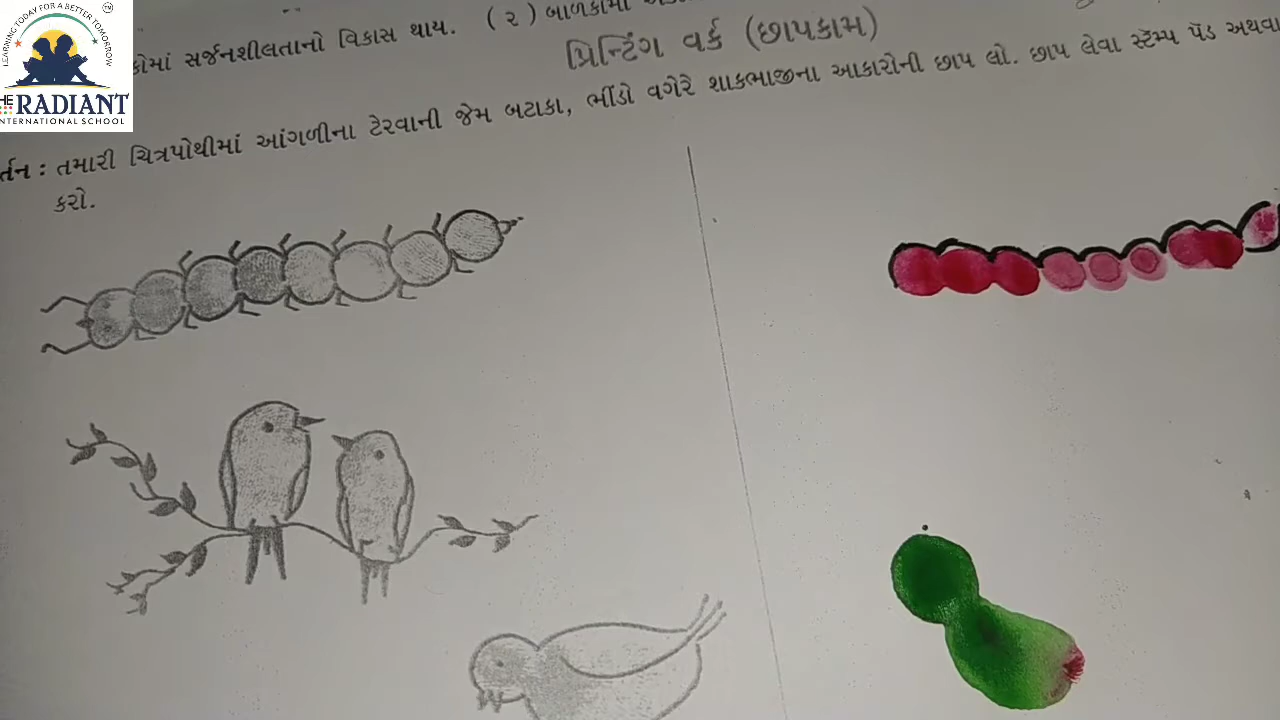 LEARNING TODAY FOR A BETTER TOMORROW
THE RADIANT
INTERNATIONAL SCHOOL
સર્જનશીલતાનો વિકાસ થાય. (૨) બાળકોમાં
પ્રિન્ટિંગ વર્ક (છાપકામ)
તમારી ચિત્રપોથીમાં આંગળીના ટેરવાની જેમ બટાકા, ભીંડો વગેરે શાકભાજીના આકારોની છાપ લો. છાપ લેવા સ્ટૅમ્પ પૅડ અથવા
કરો.